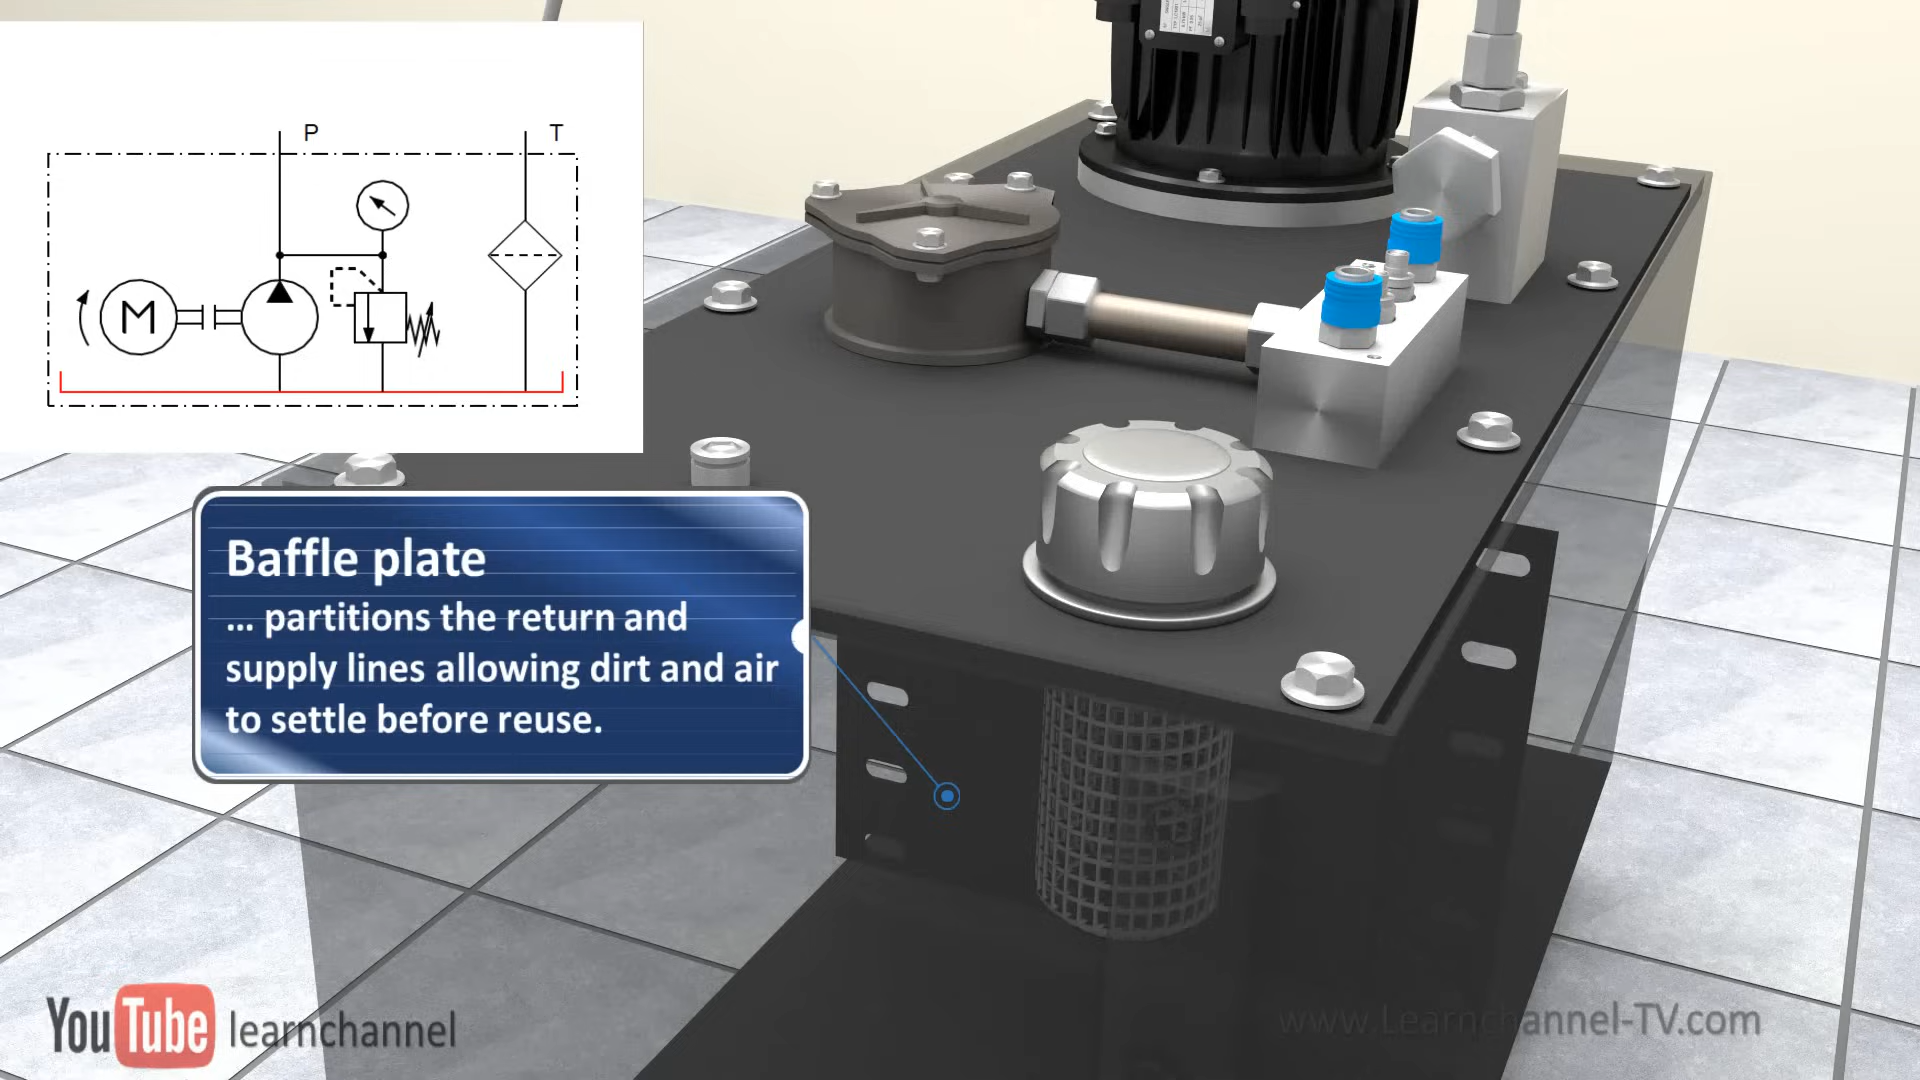 P
T
M
Baffle plate
... partitions the return and
supply lines allowing dirt and air
to settle before reuse.
YouTube learnchannel
www.Learnchannel-TV.com